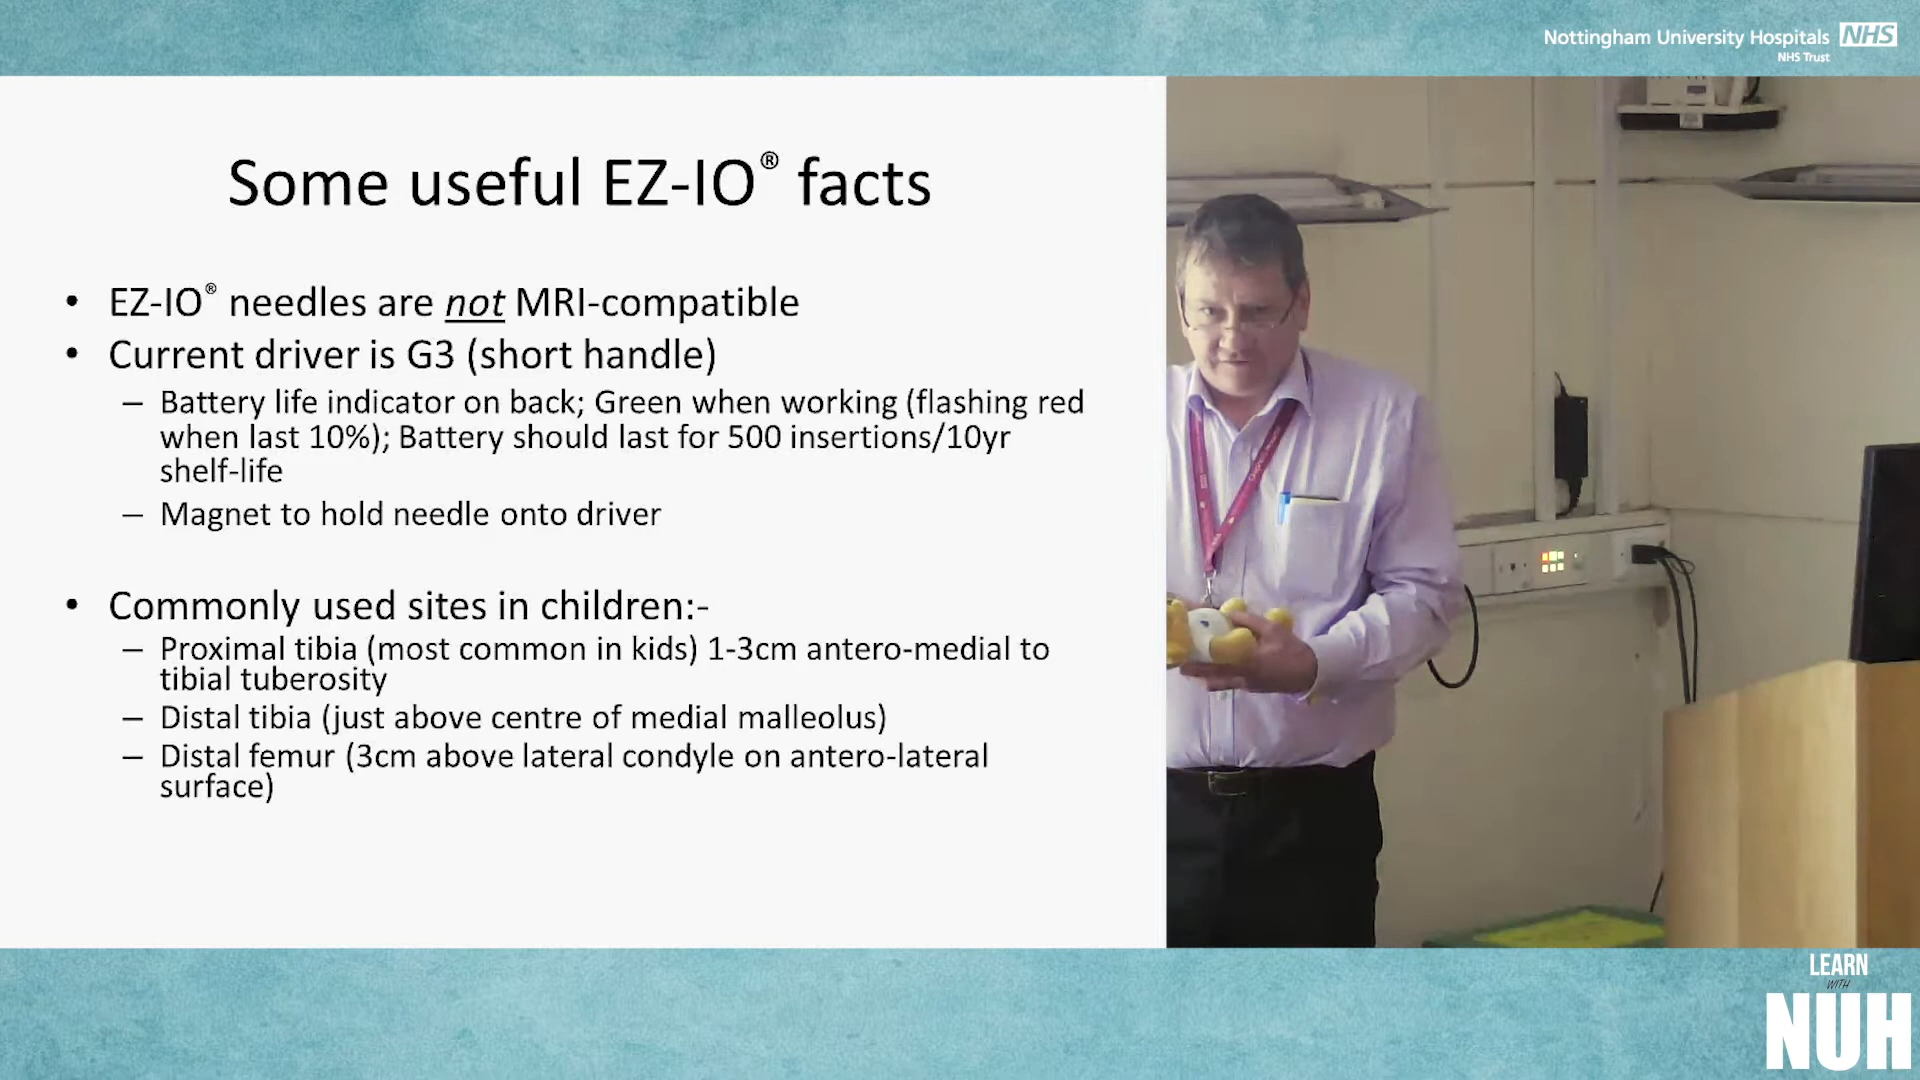 Nottingham University Hospitals NHS
NHS Trust
Some useful EZ-IO® facts
• EZ-IO® needles are not MRI-compatible
• Current driver is G3 (short handle)
– Battery life indicator on back; Green when working (flashing red
when last 10%); Battery should last for 500 insertions/10yr
shelf-life
– Magnet to hold needle onto driver
• Commonly used sites in children:-
– Proximal tibia (most common in kids) 1-3cm antero-medial to
tibial tuberosity
– Distal tibia (just above centre of medial malleolus)
– Distal femur (3cm above lateral condyle on antero-lateral
surface)
LEARN
WITH
NUH